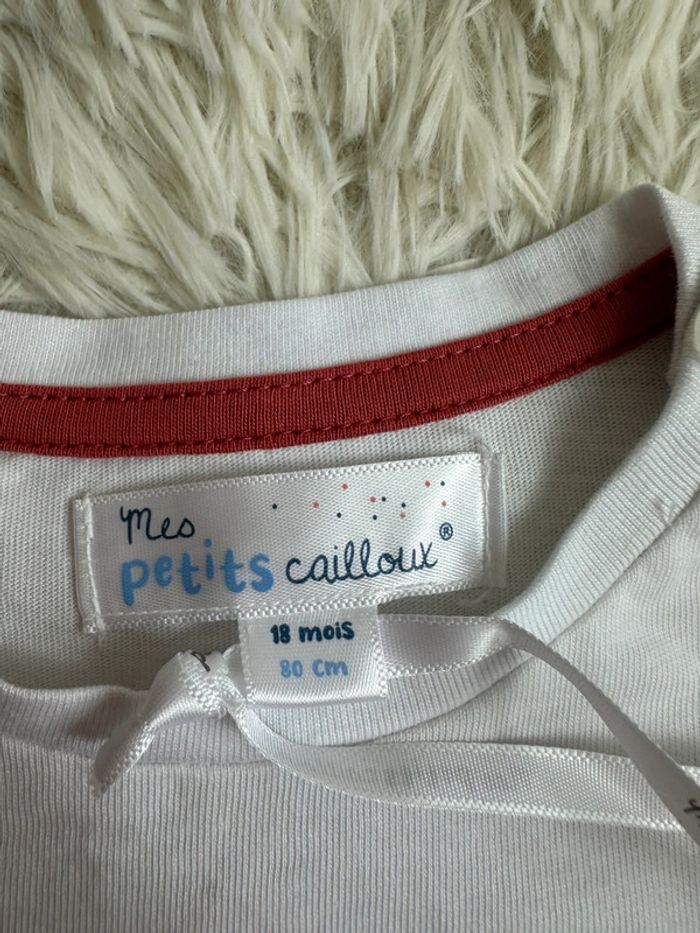 mes
petits cailloux®
18 mois
80 cm